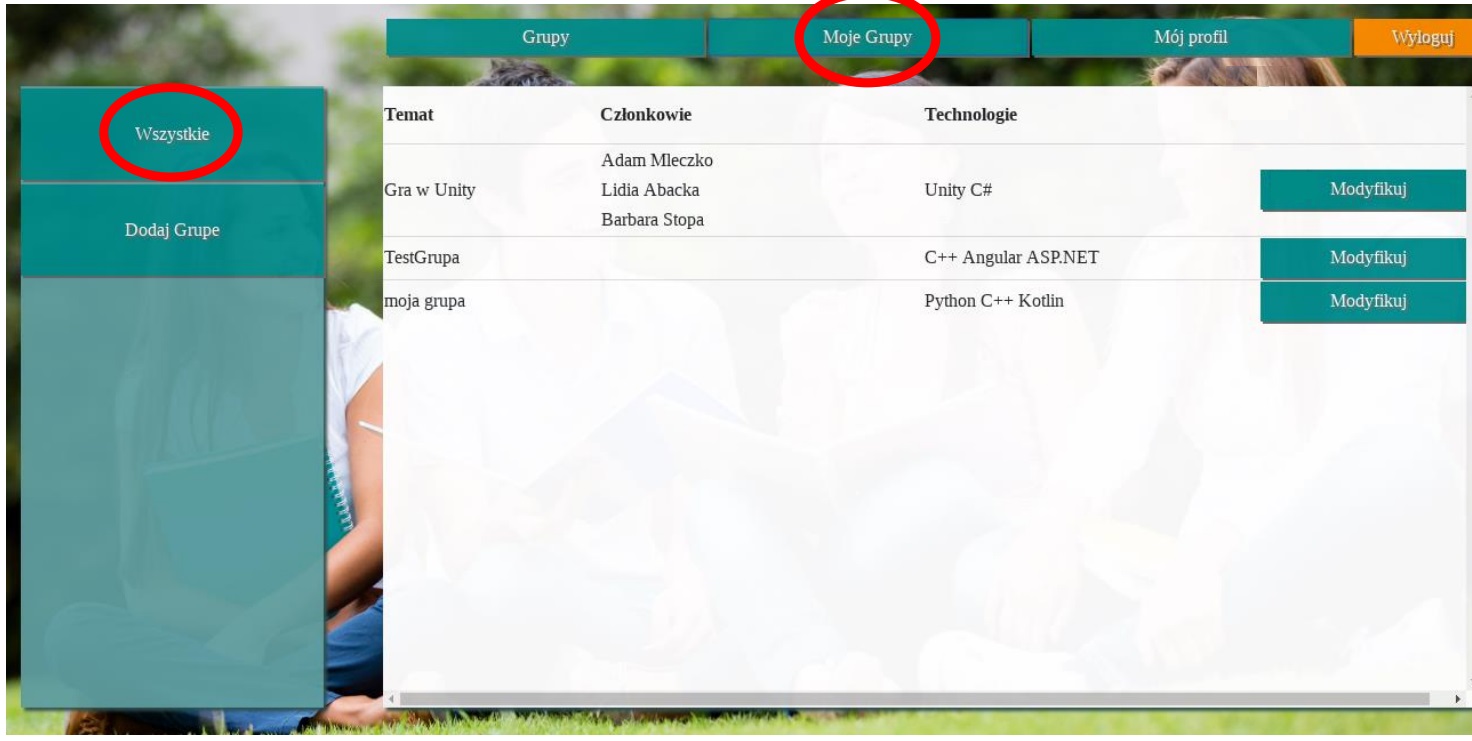 Grupy Moje Grupy Mój profil Wyloguj
Wszystkie
Dodaj Grupe
Temat Członkowie Technologie
Adam Mleczko
Gra w Unity Lidia Abacka Unity C# Modyfikuj
Barbara Stopa
TestGrupa C++ Angular ASP.NET Modyfikuj
moja grupa Python C++ Kotlin Modyfikuj